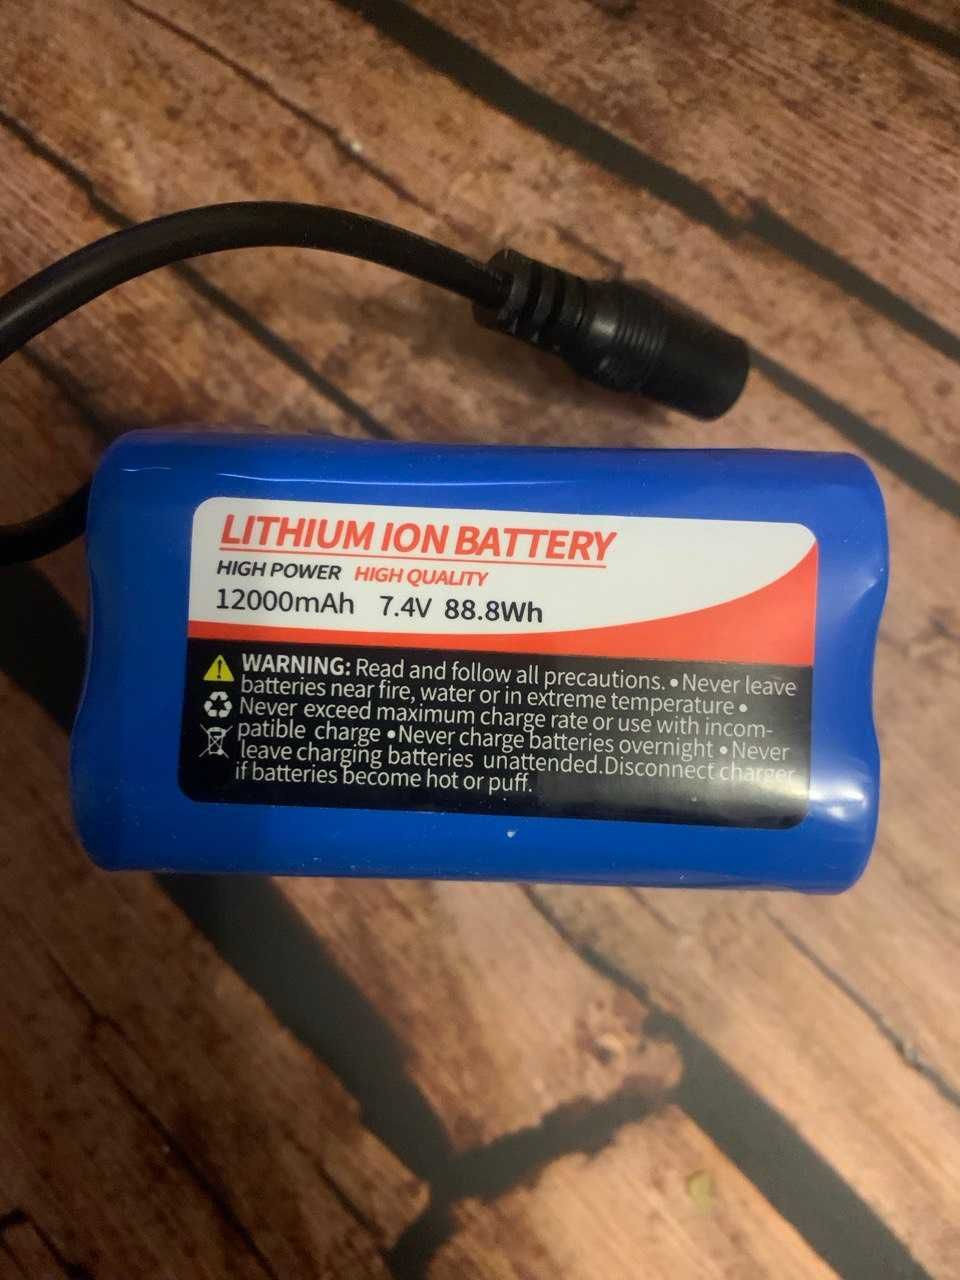 LITHIUM ION BATTERY
HIGH POWER HIGH QUALITY
12000mAh 7.4V 88.8Wh
WARNING: Read and follow all precautions. • Never leave
batteries near fire, water or in extreme temperature •
Never exceed maximum charge rate or use with incom-
patible charge • Never charge batteries overnight • Never
leave charging batteries unattended.Disconnect charger
if batteries become hot or puff.